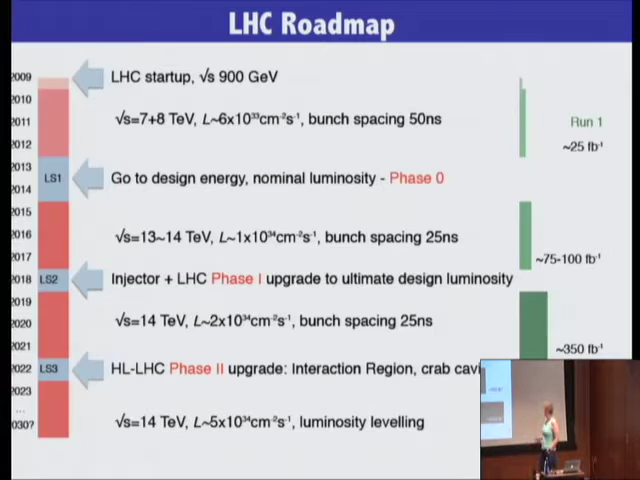 LHC Roadmap
2009
LHC startup, √s 900 GeV
2010
2011
√s=7+8 TeV, L~6x10³³cm⁻²s⁻¹, bunch spacing 50ns
Run 1
2012
~25 fb⁻¹
2013
LS1
Go to design energy, nominal luminosity - Phase 0
2014
2015
2016
√s=13~14 TeV, L~1x10³⁴cm⁻²s⁻¹, bunch spacing 25ns
2017
~75-100 fb⁻¹
2018
LS2
Injector + LHC Phase I upgrade to ultimate design luminosity
2019
2020
√s=14 TeV, L~2x10³⁴cm⁻²s⁻¹, bunch spacing 25ns
2021
~350 fb⁻¹
2022
LS3
HL-LHC Phase II upgrade: Interaction Region, crab cavi
2023
...
030?
√s=14 TeV, L~5x10³⁴cm⁻²s⁻¹, luminosity levelling